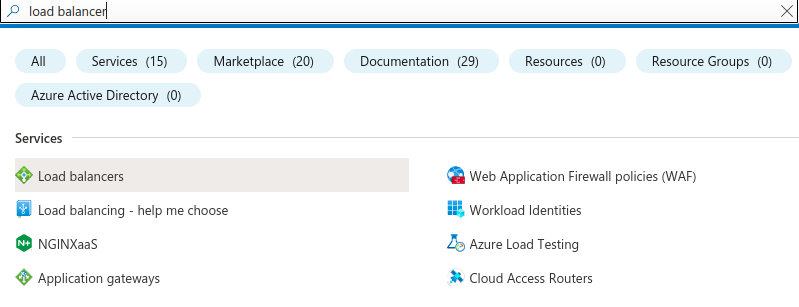 load balancer
All Services (15) Marketplace (20) Documentation (29) Resources (0) Resource Groups (0)
Azure Active Directory (0)
Services
Load balancers
Load balancing - help me choose
NGINXaaS
Application gateways
Web Application Firewall policies (WAF)
Workload Identities
Azure Load Testing
Cloud Access Routers